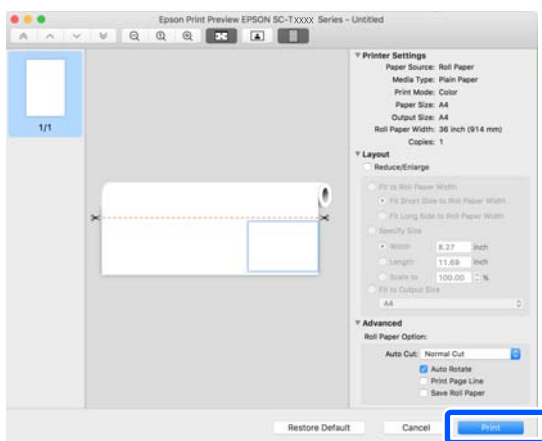 Epson Print Preview EPSON SC-TXXXX Series - Untitled
1/1
▼ Printer Settings
Paper Source: Roll Paper
Media Type: Plain Paper
Print Mode: Color
Paper Size: A4
Output Size: A4
Roll Paper Width: 36 inch (914 mm)
Copies: 1
▼ Layout
Reduce/Enlarge
Fit to Roll Paper Width
Fit Short Side to Roll Paper Width
Fit Long Side to Roll Paper Width
Specify Size
Width 8.27 inch
Length 11.69 inch
Scale to 100.00 %
Fit to Output Size
A4
▼ Advanced
Roll Paper Option:
Auto Cut: Normal Cut
Auto Rotate
Print Page Line
Save Roll Paper
Restore Default Cancel Print